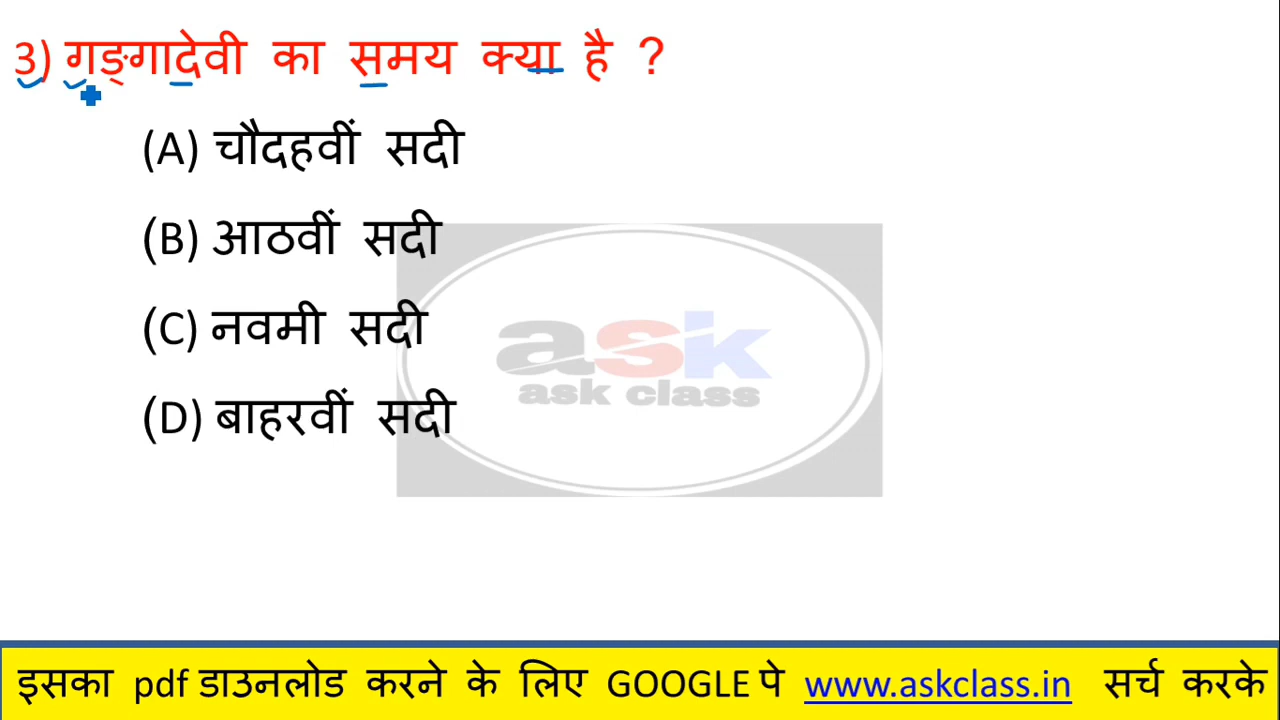 3) गङ्गादेवी का समय क्या है ?
(A) चौदहवीं सदी
(B) आठवीं सदी
(C) नवमी सदी
(D) बाहरवीं सदी
ask
ask class
इसका pdf डाउनलोड करने के लिए GOOGLE पे www.askclass.in सर्च करके